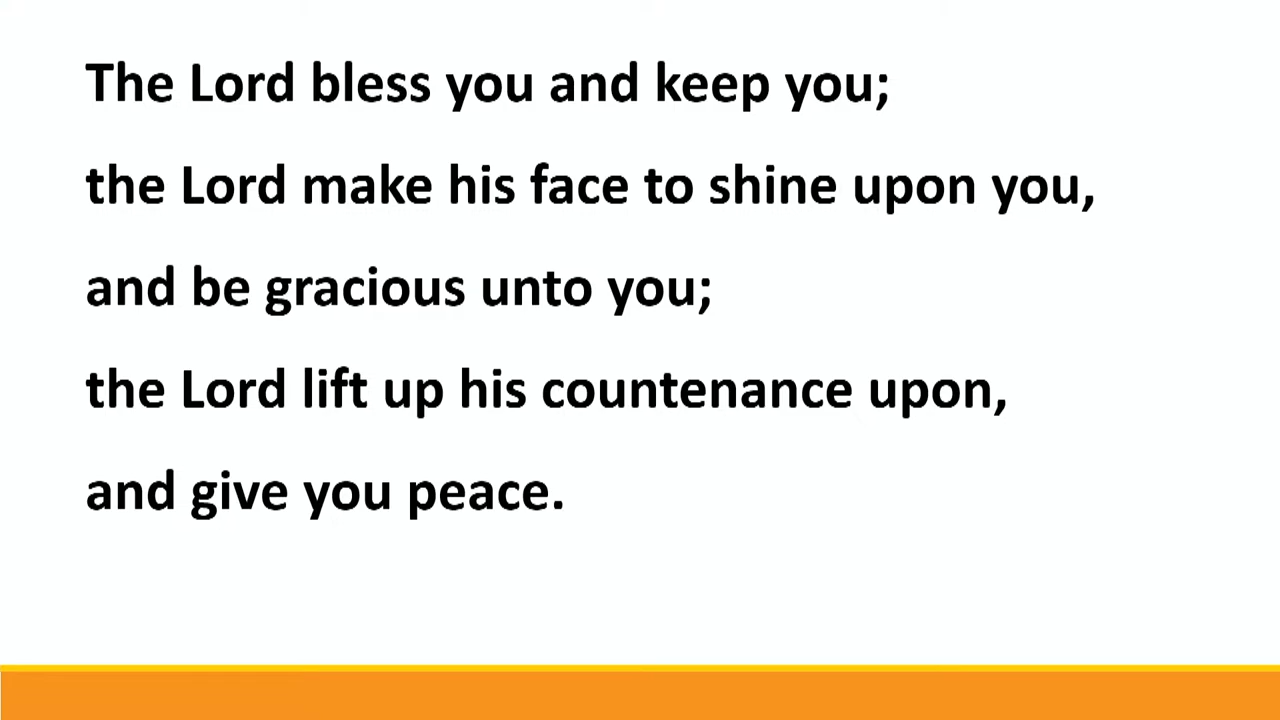 The Lord bless you and keep you;
the Lord make his face to shine upon you,
and be gracious unto you;
the Lord lift up his countenance upon,
and give you peace.